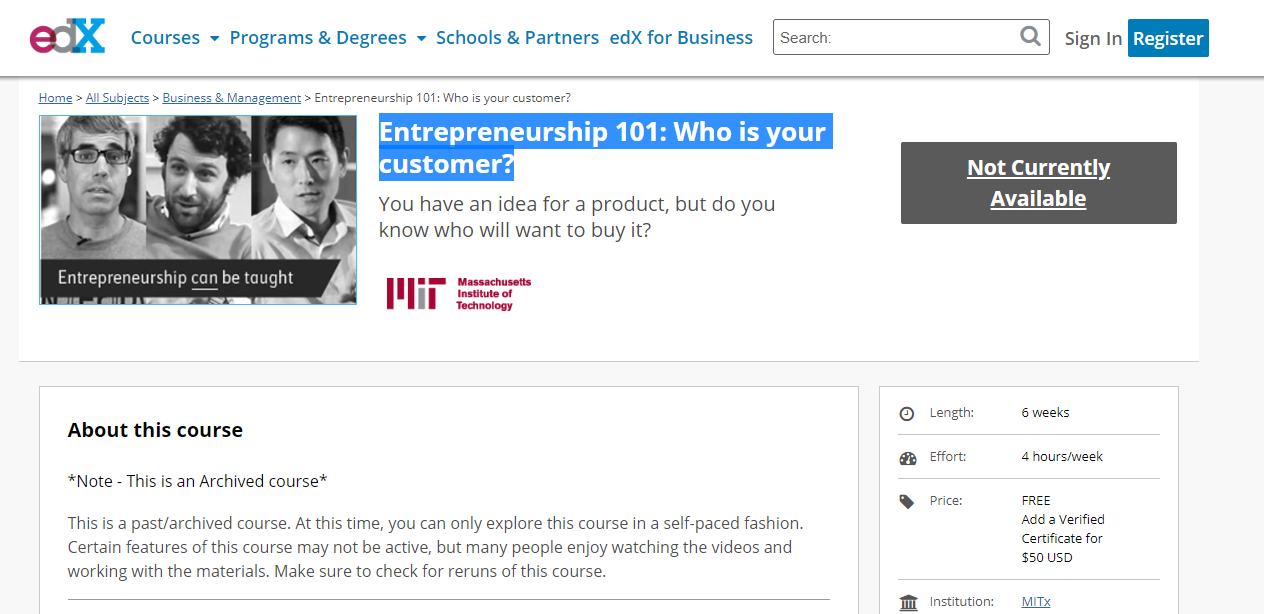 edX
Courses
Programs & Degrees
Schools & Partners
edX for Business
Search:
Sign In
Register
Home > All Subjects > Business & Management > Entrepreneurship 101: Who is your customer?
Entrepreneurship can be taught
Entrepreneurship 101: Who is your
customer?
You have an idea for a product, but do you
know who will want to buy it?
MIT
Massachusetts
Institute of
Technology
Not Currently
Available
About this course
*Note - This is an Archived course*
This is a past/archived course. At this time, you can only explore this course in a self-paced fashion.
Certain features of this course may not be active, but many people enjoy watching the videos and
working with the materials. Make sure to check for reruns of this course.
Length: 6 weeks
Effort: 4 hours/week
Price: FREE
Add a Verified
Certificate for
$50 USD
Institution: MITx